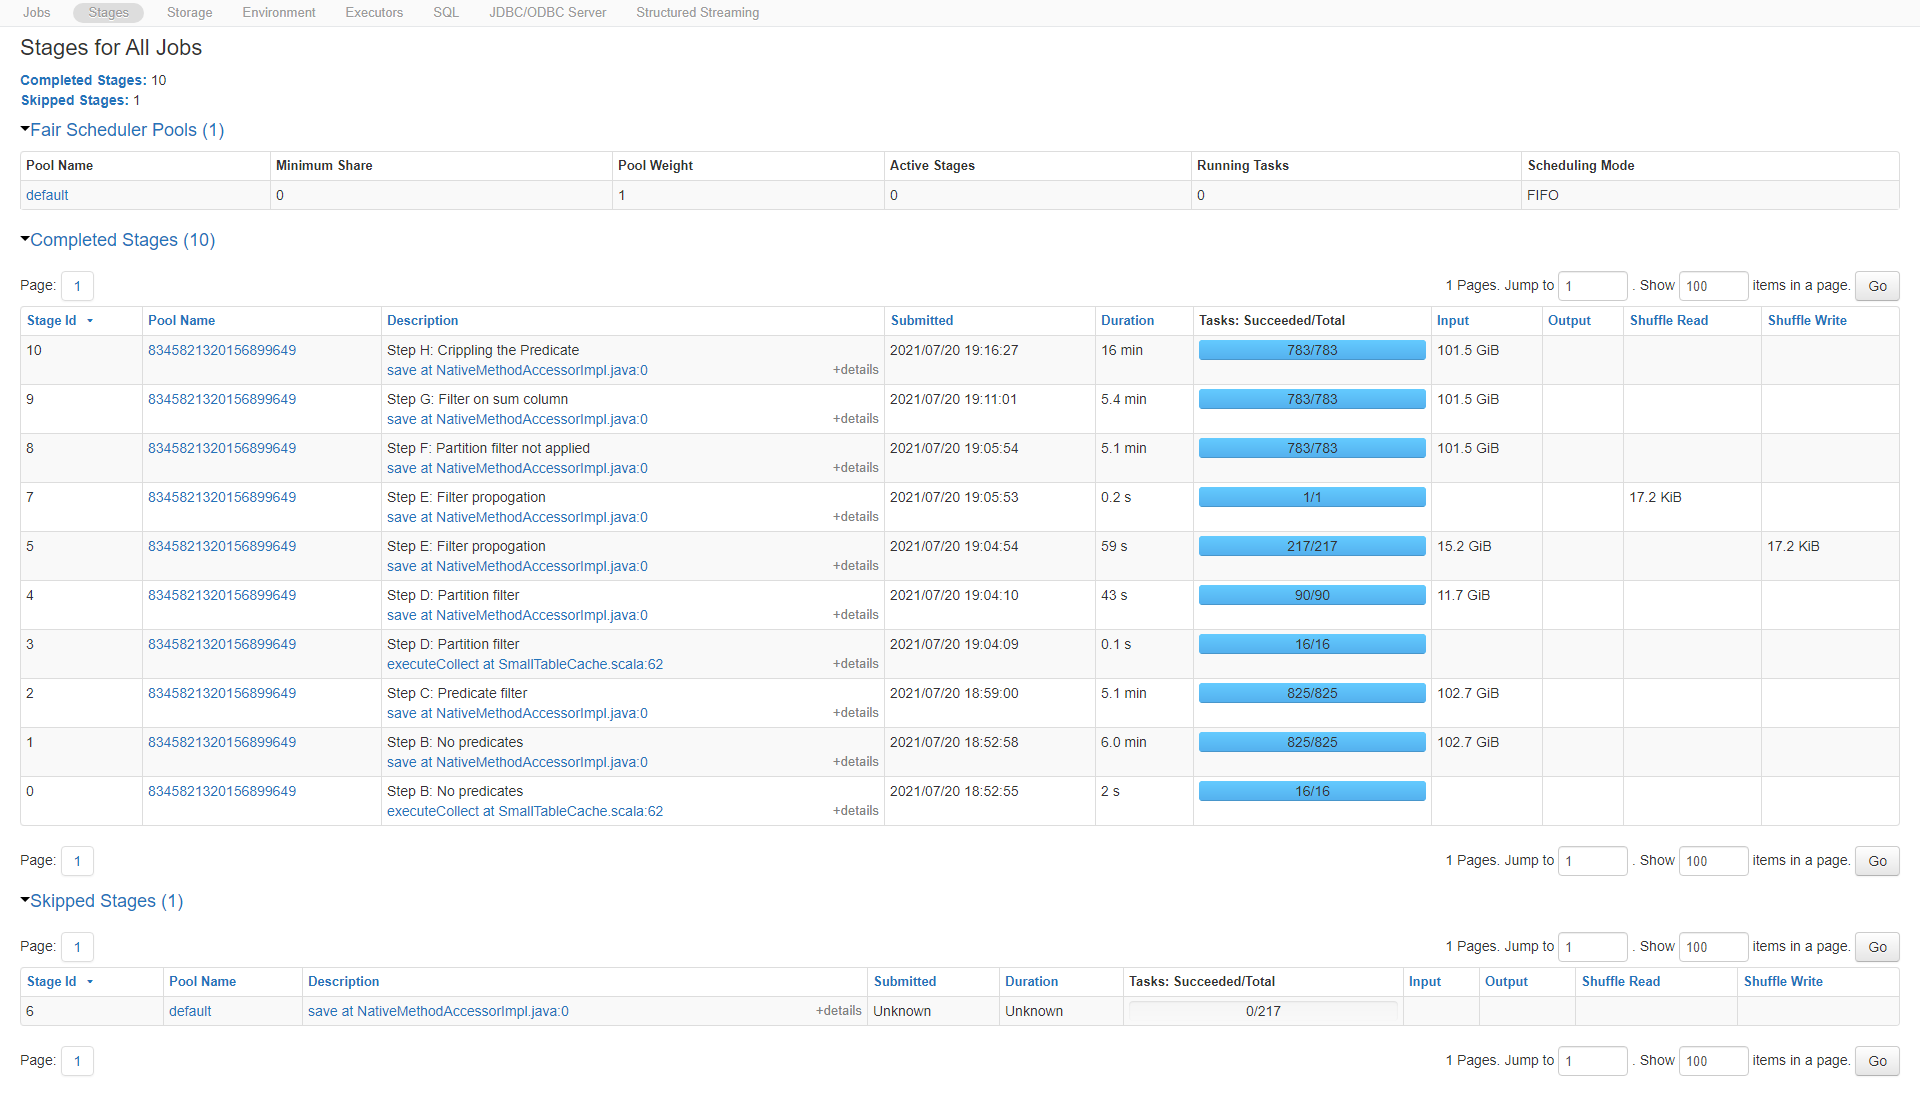 Jobs Stages Storage Environment Executors SQL JDBC/ODBC Server Structured Streaming
Stages for All Jobs
Completed Stages: 10
Skipped Stages: 1
Fair Scheduler Pools (1)
Pool Name Minimum Share Pool Weight Active Stages Running Tasks Scheduling Mode
default 0 1 0 0 FIFO
Completed Stages (10)
Page: 1 1 Pages. Jump to 1 . Show 100 items in a page. Go
Stage Id Pool Name Description Submitted Duration Tasks: Succeeded/Total Input Output Shuffle Read Shuffle Write
10 8345821320156899649 Step H: Crippling the Predicate 2021/07/20 19:16:27 16 min 783/783 101.5 GiB
save at NativeMethodAccessorImpl.java:0 +details
9 8345821320156899649 Step G: Filter on sum column 2021/07/20 19:11:01 5.4 min 783/783 101.5 GiB
save at NativeMethodAccessorImpl.java:0 +details
8 8345821320156899649 Step F: Partition filter not applied 2021/07/20 19:05:54 5.1 min 783/783 101.5 GiB
save at NativeMethodAccessorImpl.java:0 +details
7 8345821320156899649 Step E: Filter propogation 2021/07/20 19:05:53 0.2 s 1/1 17.2 KiB
save at NativeMethodAccessorImpl.java:0 +details
5 8345821320156899649 Step E: Filter propogation 2021/07/20 19:04:54 59 s 217/217 15.2 GiB 17.2 KiB
save at NativeMethodAccessorImpl.java:0 +details
4 8345821320156899649 Step D: Partition filter 2021/07/20 19:04:10 43 s 90/90 11.7 GiB
save at NativeMethodAccessorImpl.java:0 +details
3 8345821320156899649 Step D: Partition filter 2021/07/20 19:04:09 0.1 s 16/16
executeCollect at SmallTableCache.scala:62 +details
2 8345821320156899649 Step C: Predicate filter 2021/07/20 18:59:00 5.1 min 825/825 102.7 GiB
save at NativeMethodAccessorImpl.java:0 +details
1 8345821320156899649 Step B: No predicates 2021/07/20 18:52:58 6.0 min 825/825 102.7 GiB
save at NativeMethodAccessorImpl.java:0 +details
0 8345821320156899649 Step B: No predicates 2021/07/20 18:52:55 2 s 16/16
executeCollect at SmallTableCache.scala:62 +details
Page: 1 1 Pages. Jump to 1 . Show 100 items in a page. Go
Skipped Stages (1)
Page: 1 1 Pages. Jump to 1 . Show 100 items in a page. Go
Stage Id Pool Name Description Submitted Duration Tasks: Succeeded/Total Input Output Shuffle Read Shuffle Write
6 default save at NativeMethodAccessorImpl.java:0 +details Unknown Unknown 0/217
Page: 1 1 Pages. Jump to 1 . Show 100 items in a page. Go